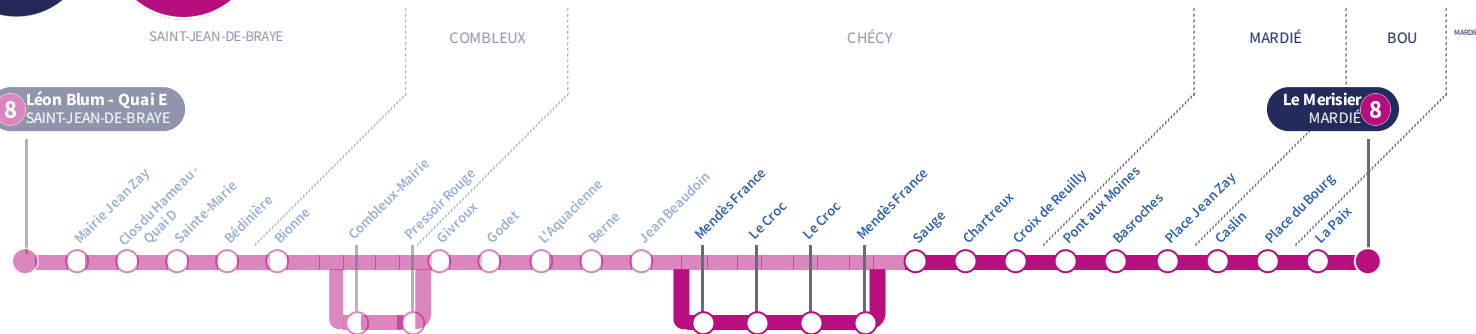 SAINT-JEAN-DE-BRAYE
COMBLEUX
CHÉCY
MARDIÉ
BOU
MARDIÉ
8
Léon Blum - Quai E
SAINT-JEAN-DE-BRAYE
Le Merisier
MARDIÉ
8
Mairie Jean Zay
Clos du Hameau -
Quai D
Sainte-Marie
Bédinière
Bionne
Combleux-Mairie
Pressoir Rouge
Givroux
Godet
L'Aquacienne
Berne
Jean Beaudoin
Mendès France
Le Croc
Le Croc
Mendès France
Sauge
Chartreux
Croix de Reuilly
Pont aux Moines
Basroches
Place Jean Zay
Caslin
Place du Bourg
La Paix